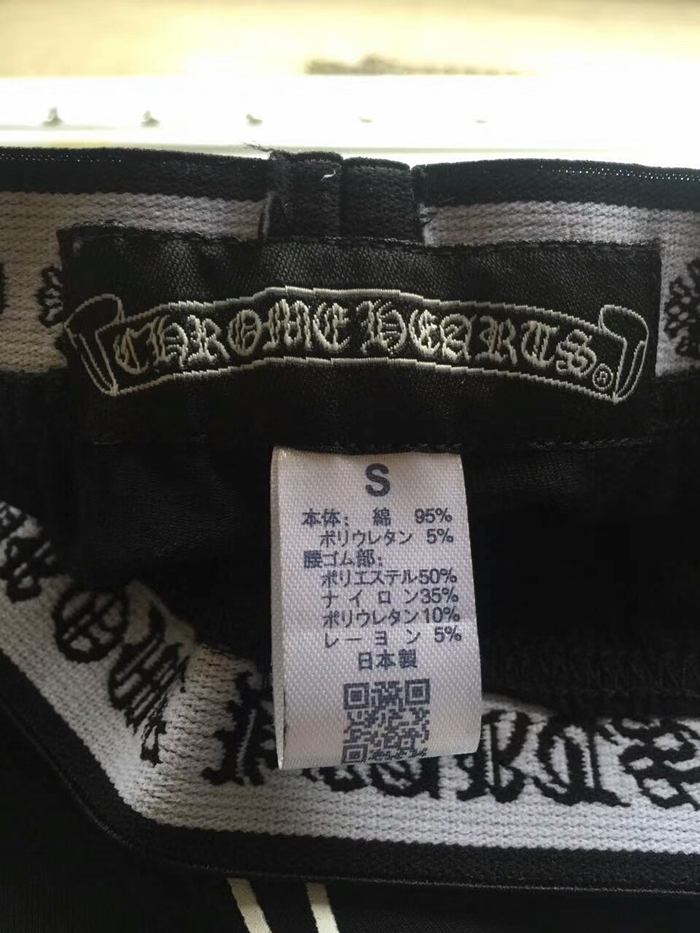 CHROME HEARTS®
S
本体: 綿 95%
ポリウレタン 5%
腰ゴム部:
ポリエステル50%
ナイロン35%
ポリウレタン10%
レーヨン 5%
日本製